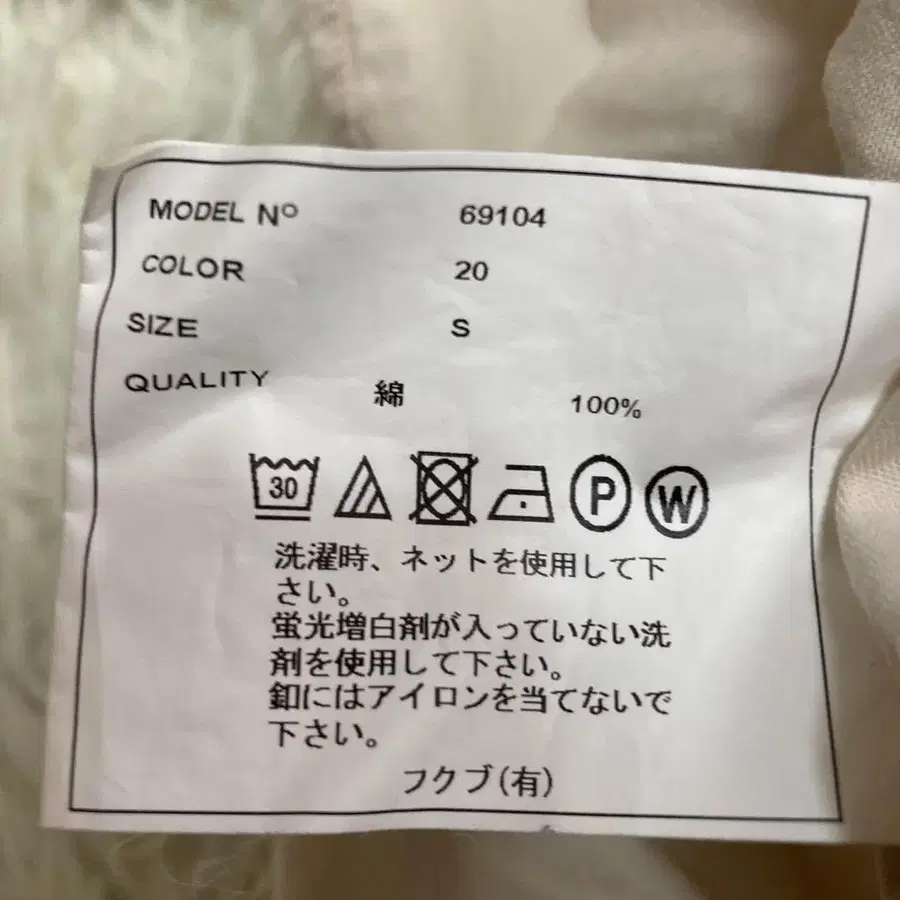 MODEL Nº 69104
COLOR 20
SIZE S
QUALITY
綿 100%
30 P W
洗濯時、ネットを使用して下
さい。
蛍光増白剤が入っていない洗
剤を使用して下さい。
釦にはアイロンを当てないで
下さい。
フクブ(有)